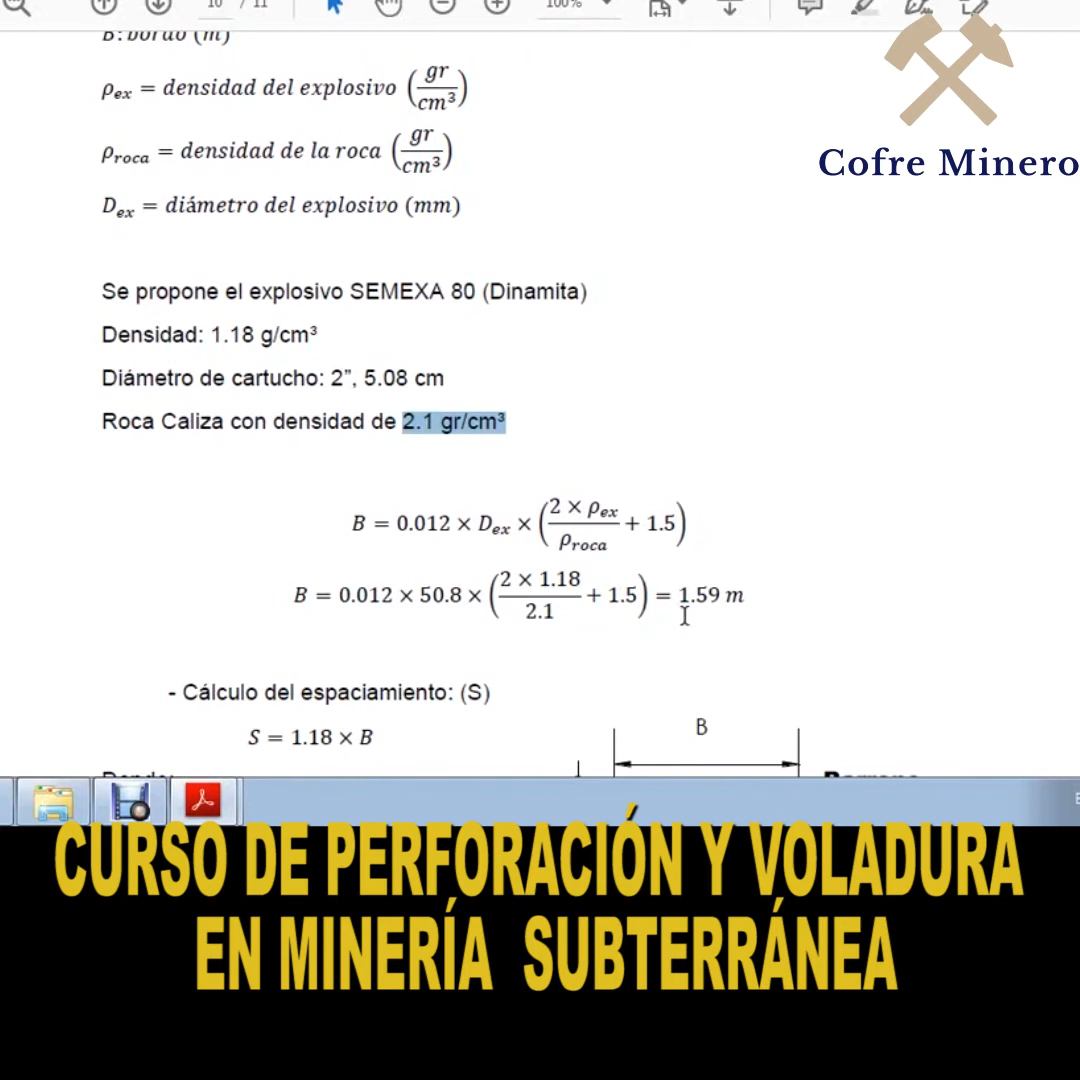 10 / 11
100%
B: bordo (m)
ρex = densidad del explosivo (gr/cm³)
ρroca = densidad de la roca (gr/cm³)
Dex = diámetro del explosivo (mm)
Cofre Minero
Se propone el explosivo SEMEXA 80 (Dinamita)
Densidad: 1.18 g/cm³
Diámetro de cartucho: 2”, 5.08 cm
Roca Caliza con densidad de 2.1 gr/cm³
B = 0.012 × Dex × (2 × ρex/ρroca + 1.5)
B = 0.012 × 50.8 × (2 × 1.18/2.1 + 1.5) = 1.59 m
- Cálculo del espaciamiento: (S)
S = 1.18 × B
B
CURSO DE PERFORACIÓN Y VOLADURA
EN MINERÍA SUBTERRÁNEA